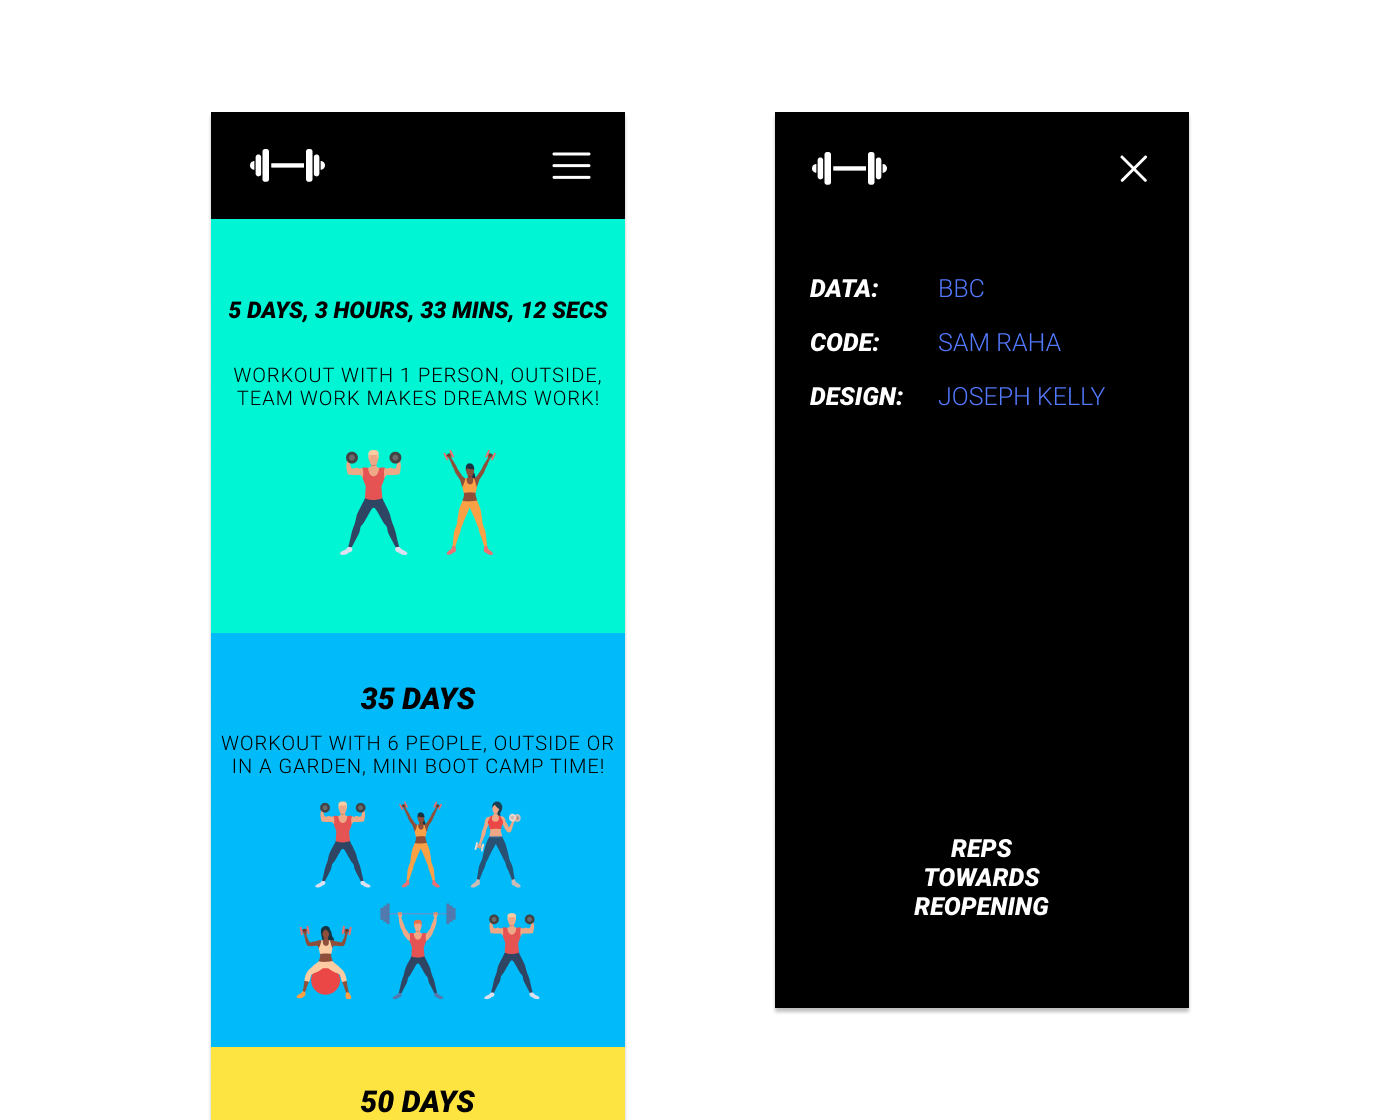 5 DAYS, 3 HOURS, 33 MINS, 12 SECS
WORKOUT WITH 1 PERSON, OUTSIDE,
TEAM WORK MAKES DREAMS WORK!
35 DAYS
WORKOUT WITH 6 PEOPLE, OUTSIDE OR
IN A GARDEN, MINI BOOT CAMP TIME!
50 DAYS
DATA: BBC
CODE: SAM RAHA
DESIGN: JOSEPH KELLY
REPS
TOWARDS
REOPENING